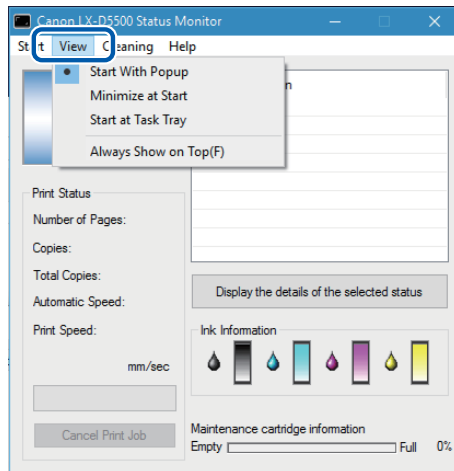 Canon LX-D5500 Status Monitor
Start View Cleaning Help
Start With Popup
Minimize at Start
Start at Task Tray
Always Show on Top(F)
Print Status
Number of Pages:
Copies:
Total Copies:
Automatic Speed:
Print Speed:
mm/sec
Cancel Print Job
Display the details of the selected status
Ink Information
Maintenance cartridge information
Empty Full 0%